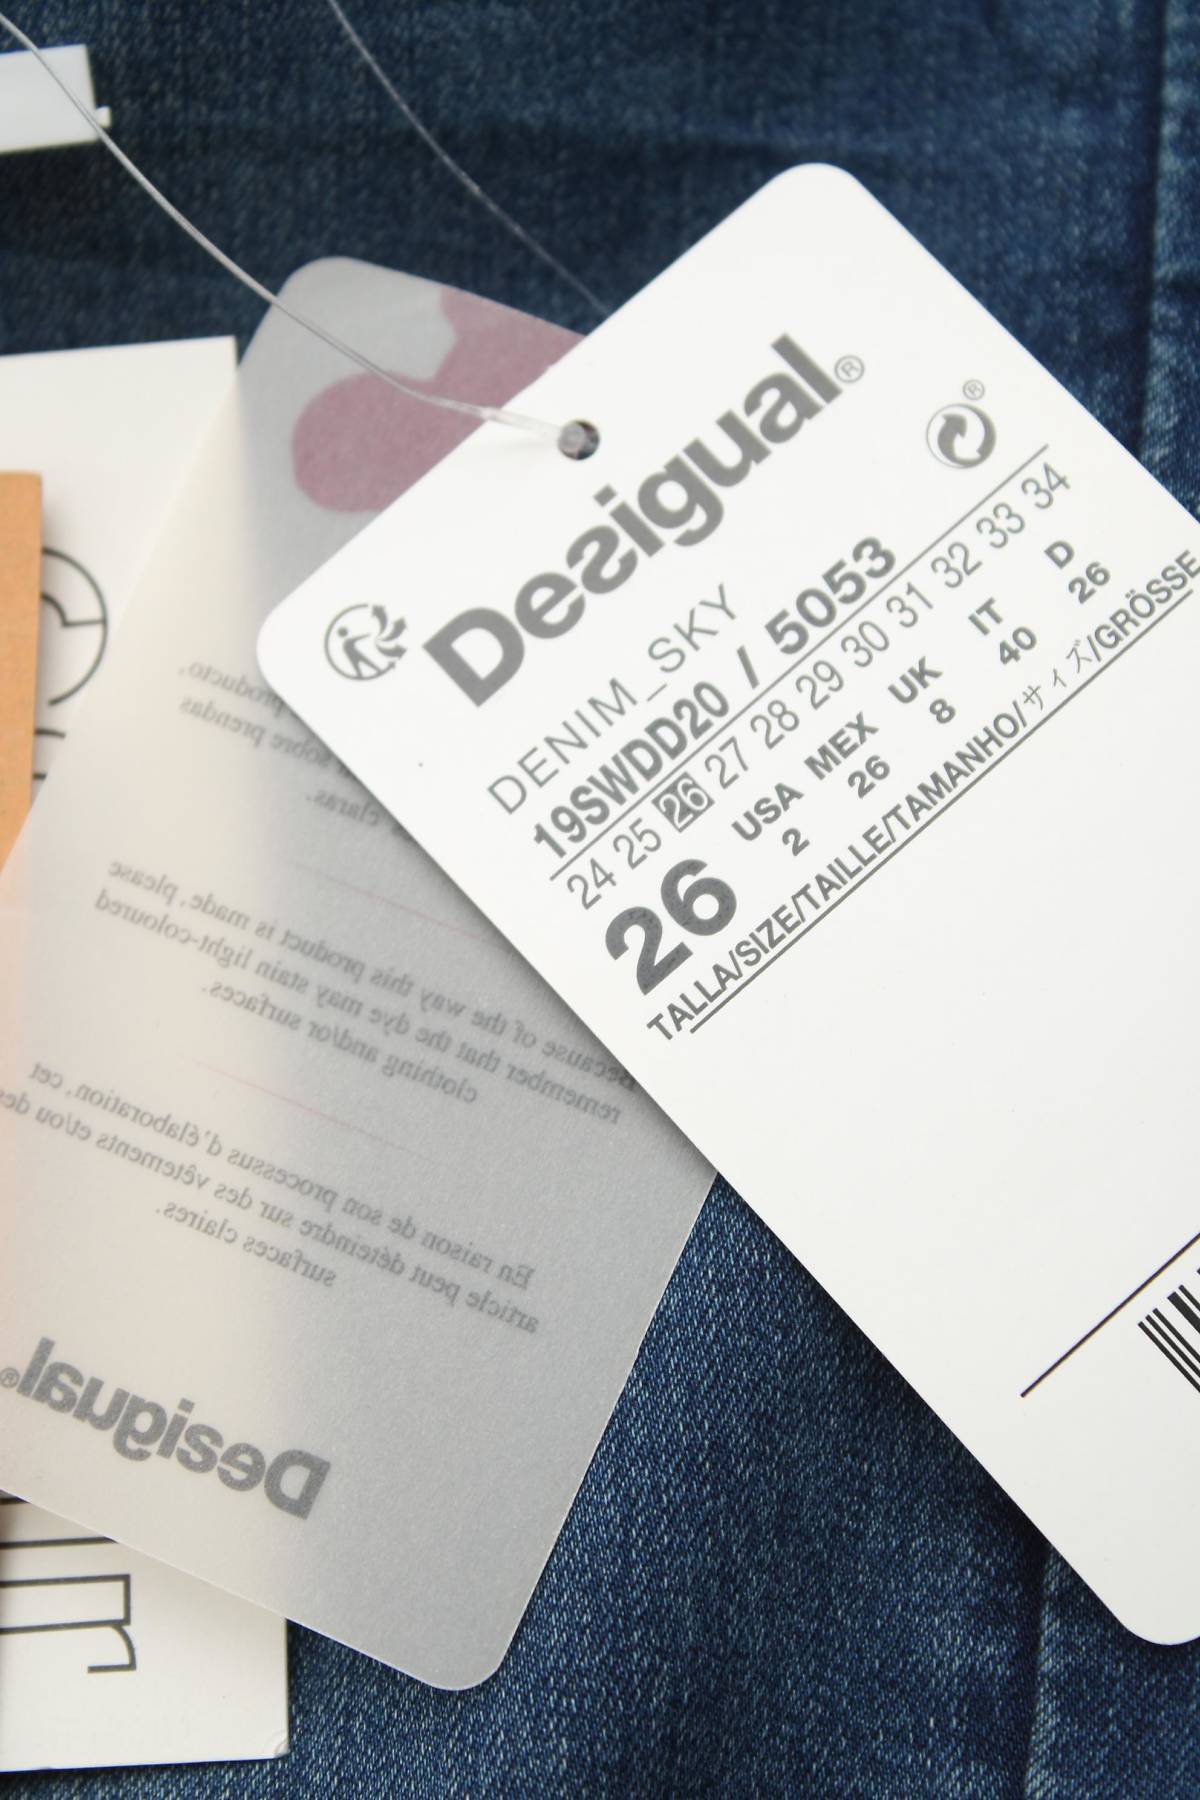 Desigual®
®
DENIM_SKY
19SWDD20 / 5053
24 25 26 27 28 29 30 31 32 33 34
26 USA MEX UK IT D
2 26 8 40 26
TALLA/SIZE/TAILLE/TAMANHO/サイズ/GRÖSSE
producto,
sobre prendas
claras.
Because of the way this product is made, please
remember that the dye may stain light-coloured
clothing and/or surfaces.
En raison de son processus d'élaboration, cet
article peut déteindre sur des vêtements et/ou des
surfaces claires.
Desigual®